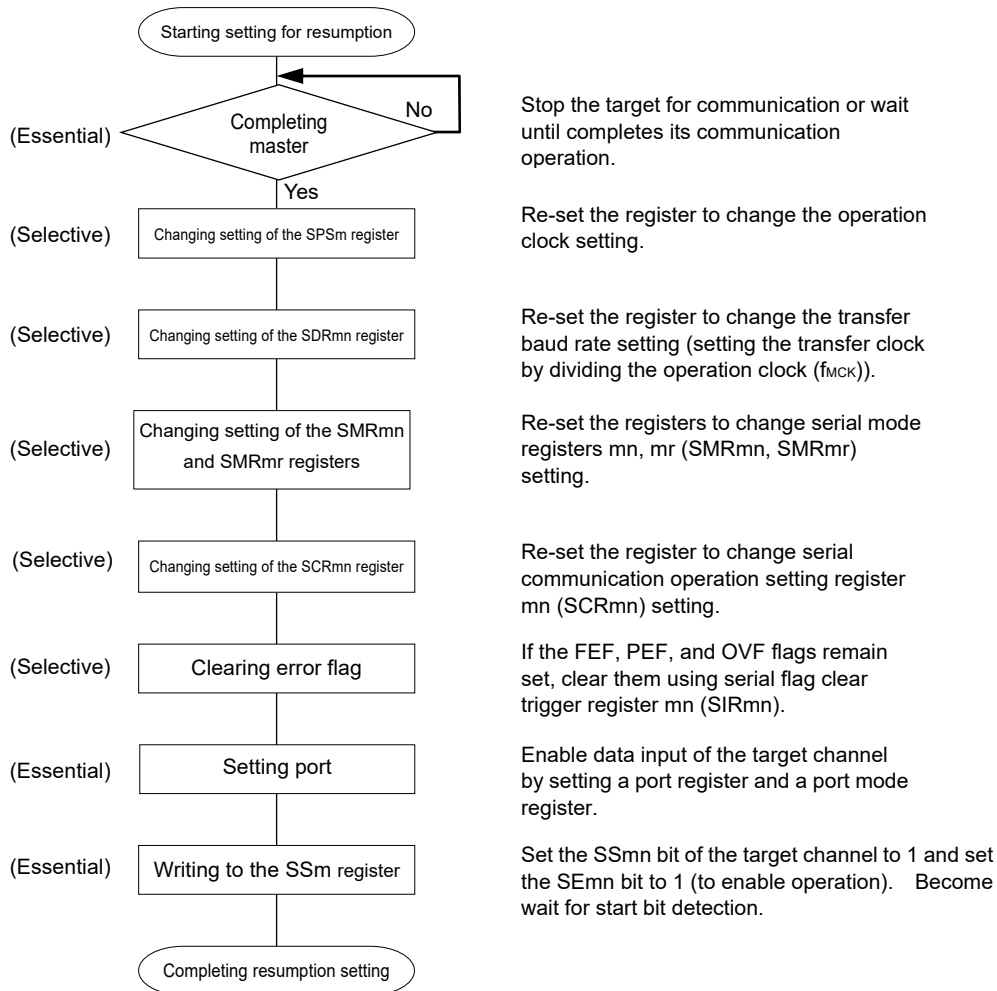 Starting setting for resumption
No
(Essential)
Completing
master
Stop the target for communication or wait
until completes its communication
operation.
Yes
(Selective)
Changing setting of the SPSm register
Re-set the register to change the operation
clock setting.
(Selective)
Changing setting of the SDRmn register
Re-set the register to change the transfer
baud rate setting (setting the transfer clock
by dividing the operation clock (fMCK)).
(Selective)
Changing setting of the SMRmn
and SMRmr registers
Re-set the registers to change serial mode
registers mn, mr (SMRmn, SMRmr)
setting.
(Selective)
Changing setting of the SCRmn register
Re-set the register to change serial
communication operation setting register
mn (SCRmn) setting.
(Selective)
Clearing error flag
If the FEF, PEF, and OVF flags remain
set, clear them using serial flag clear
trigger register mn (SIRmn).
(Essential)
Setting port
Enable data input of the target channel
by setting a port register and a port mode
register.
(Essential)
Writing to the SSm register
Set the SSmn bit of the target channel to 1 and set
the SEmn bit to 1 (to enable operation). Become
wait for start bit detection.
Completing resumption setting